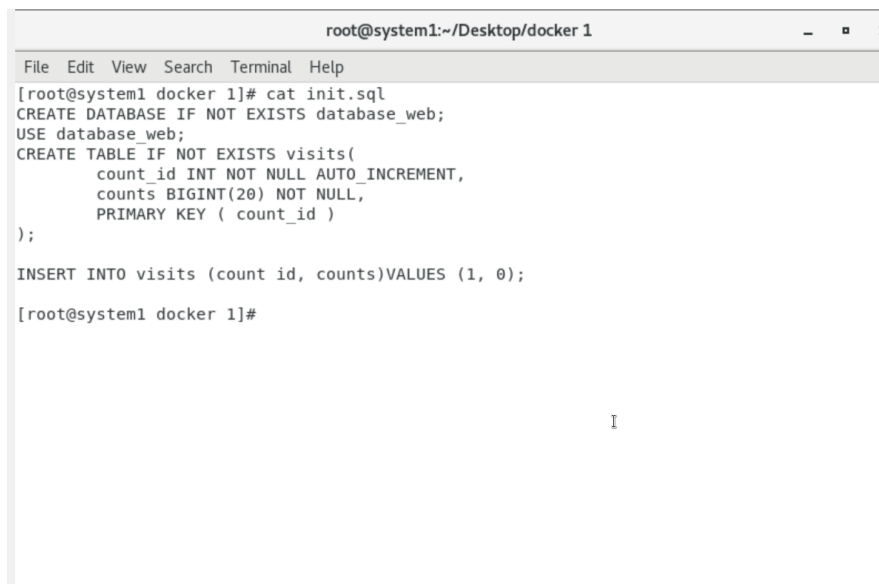 root@system1:~/Desktop/docker 1
File Edit View Search Terminal Help
[root@system1 docker 1]# cat init.sql
CREATE DATABASE IF NOT EXISTS database_web;
USE database_web;
CREATE TABLE IF NOT EXISTS visits(
        count_id INT NOT NULL AUTO_INCREMENT,
        counts BIGINT(20) NOT NULL,
        PRIMARY KEY ( count_id )
);
INSERT INTO visits (count id, counts)VALUES (1, 0);
[root@system1 docker 1]#